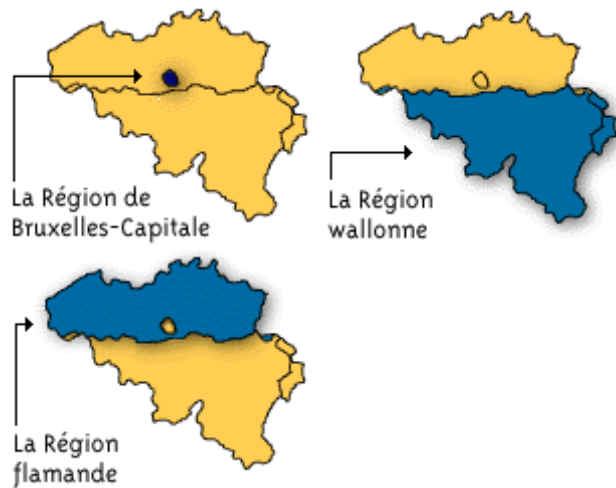 La Région de
Bruxelles-Capitale
La Région
wallonne
La Région
flamande